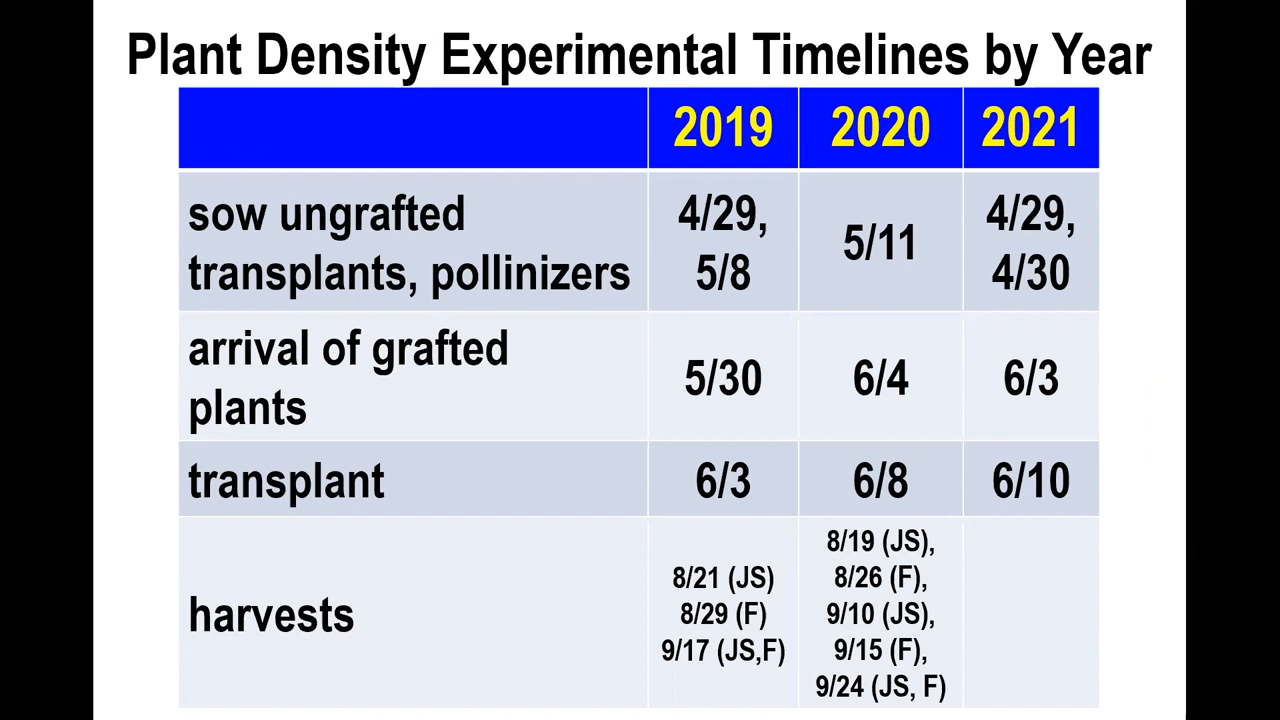 Plant Density Experimental Timelines by Year
2019 2020 2021
sow ungrafted
transplants, pollinizers
4/29,
5/8
5/11
4/29,
4/30
arrival of grafted
plants
5/30
6/4
6/3
transplant
6/3
6/8
6/10
harvests
8/21 (JS)
8/29 (F)
9/17 (JS,F)
8/19 (JS),
8/26 (F),
9/10 (JS),
9/15 (F),
9/24 (JS, F)